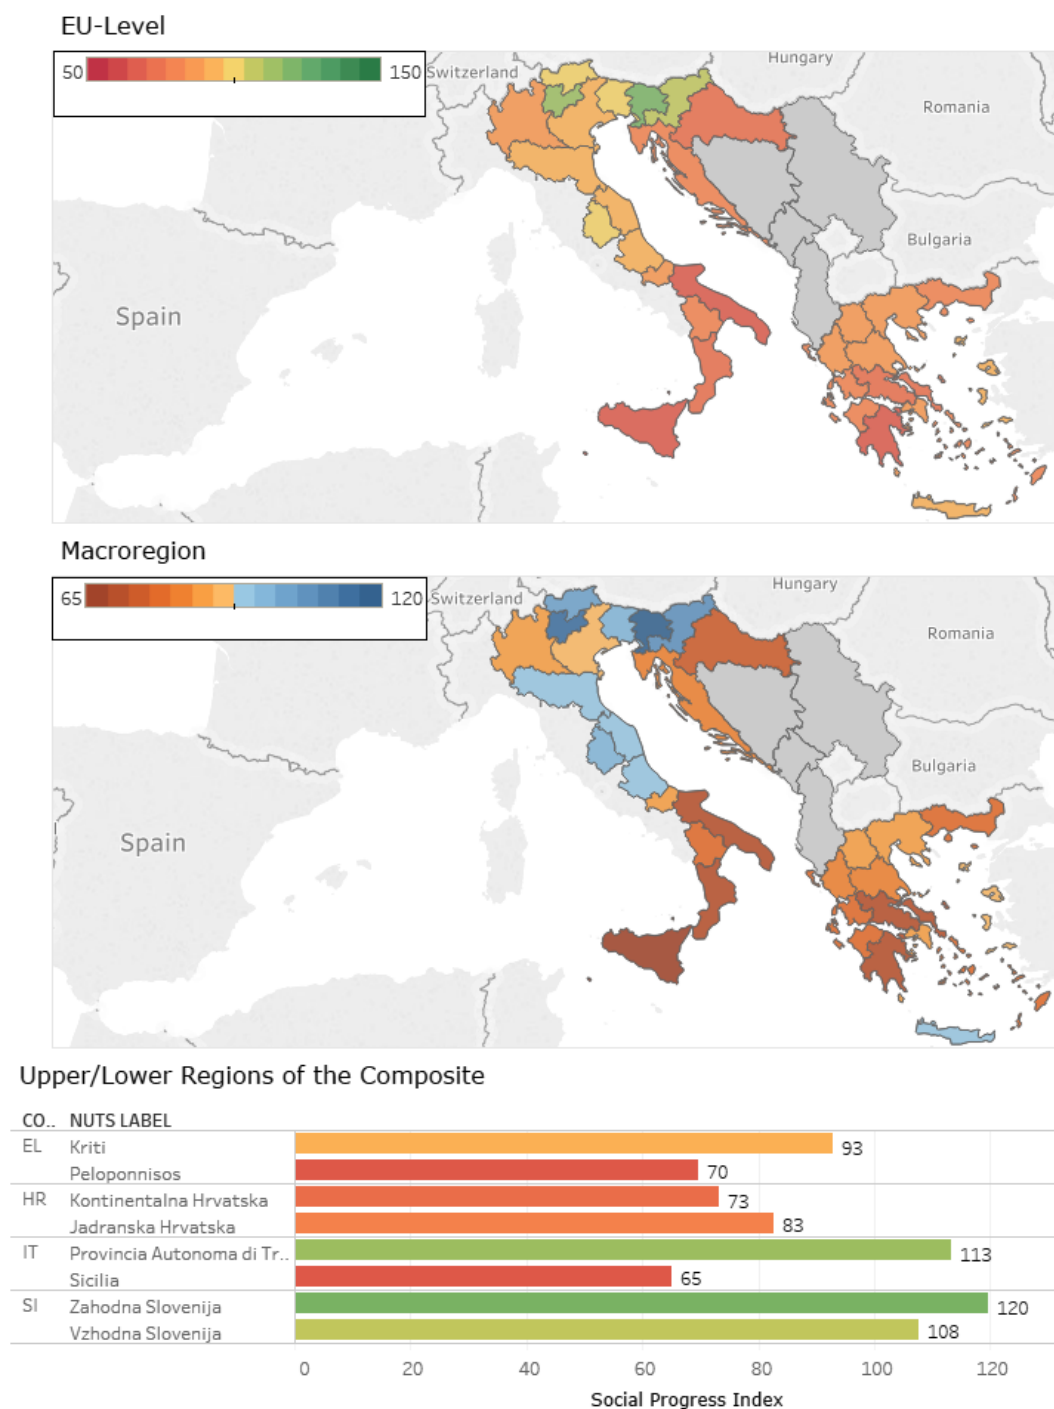 EU-Level
50 150
Switzerland
Hungary
Romania
Bulgaria
Spain
Macroregion
65 120
Switzerland
Hungary
Romania
Bulgaria
Spain
Upper/Lower Regions of the Composite
CO.. NUTS LABEL
EL Kriti 93
Peloponnisos 70
HR Kontinentalna Hrvatska 73
Jadranska Hrvatska 83
IT Provincia Autonoma di Tr.. 113
Sicilia 65
SI Zahodna Slovenija 120
Vzhodna Slovenija 108
0 20 40 60 80 100 120
Social Progress Index